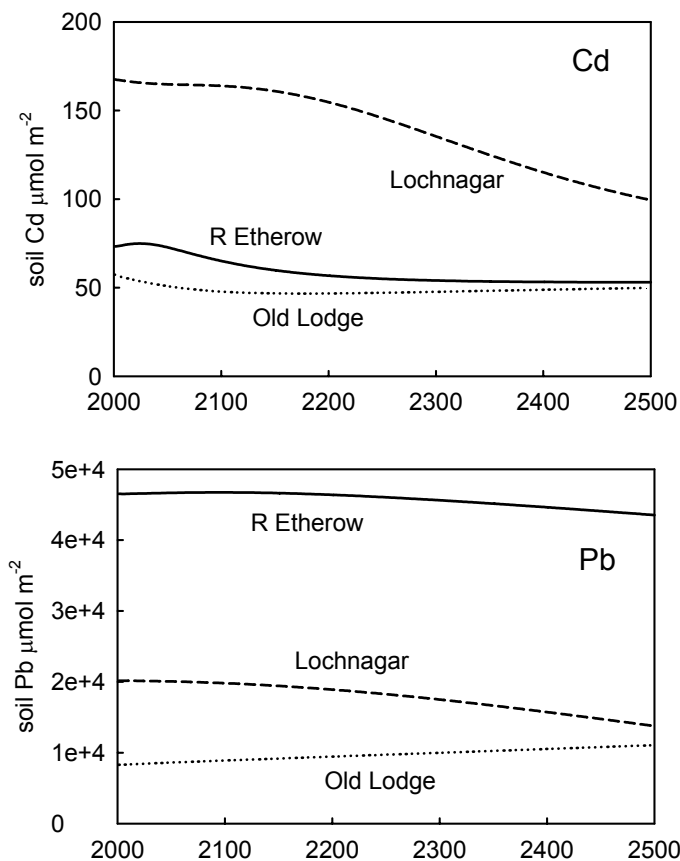 200
Cd
150
Lochnagar
100
R Etherow
50
Old Lodge
0
soil Cd μmol m⁻²
2000 2100 2200 2300 2400 2500
5e+4
R Etherow
4e+4
Pb
3e+4
Lochnagar
2e+4
1e+4
Old Lodge
0
soil Pb μmol m⁻²
2000 2100 2200 2300 2400 2500